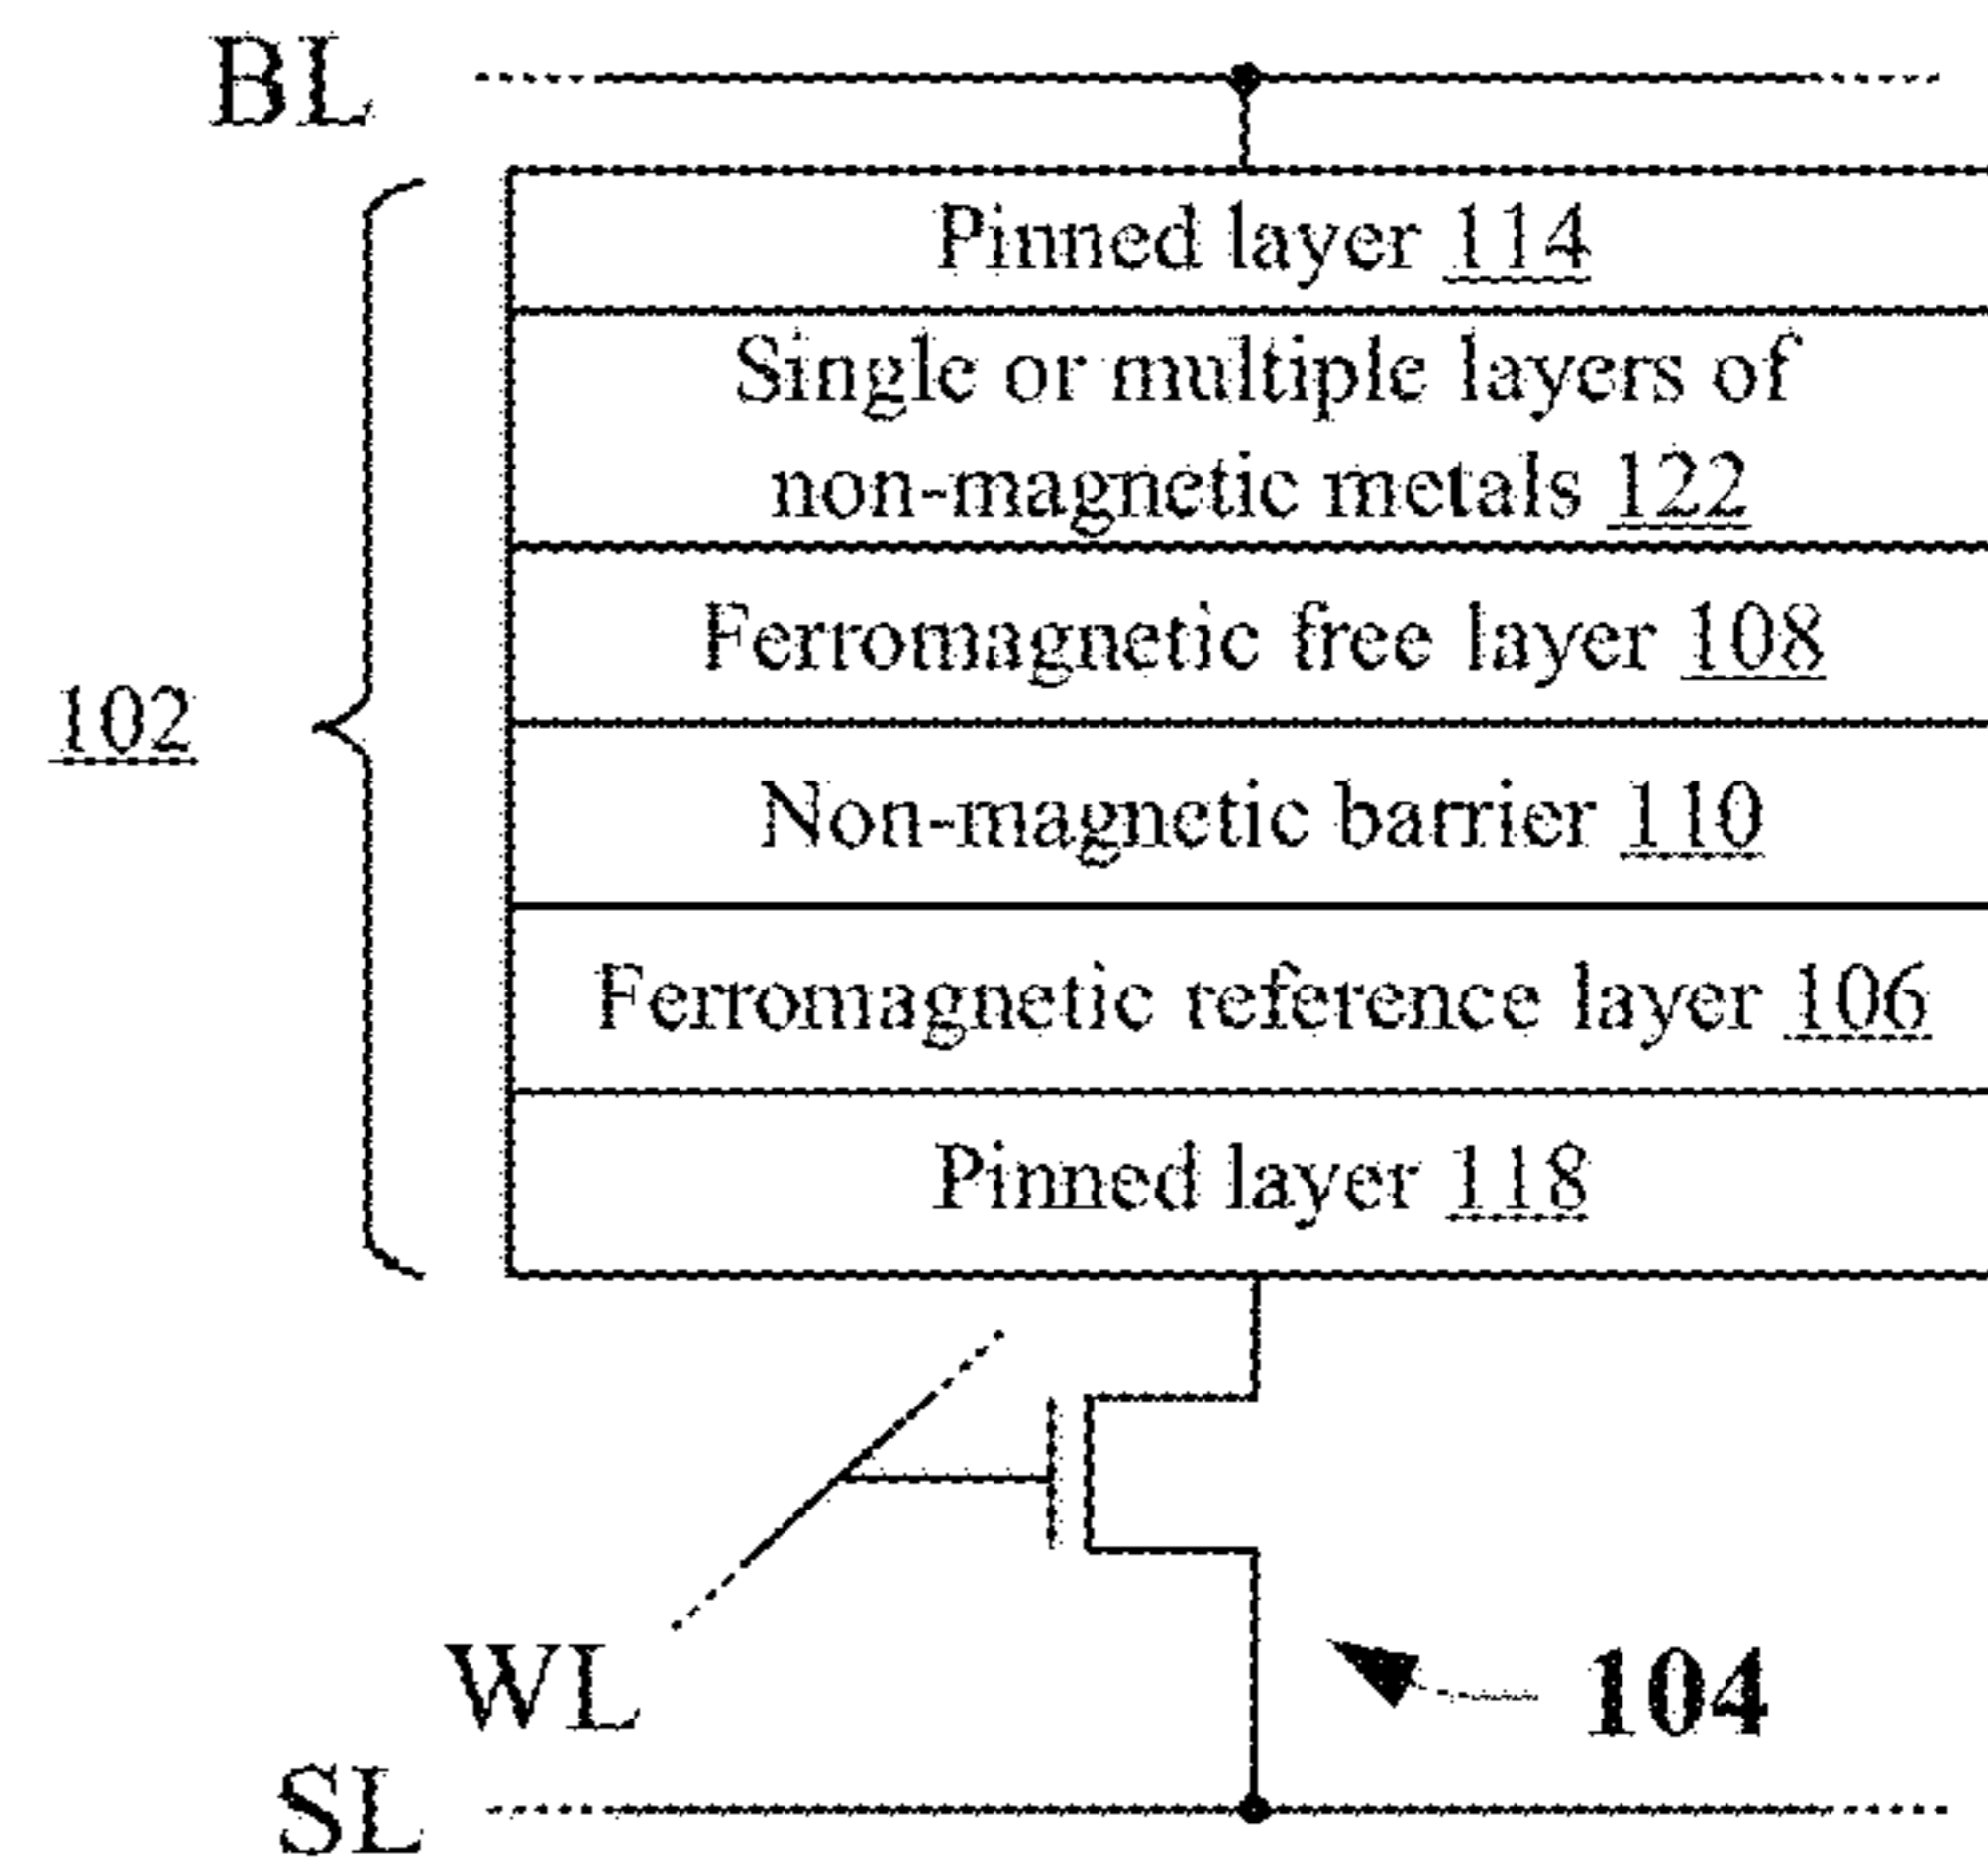 BL
Pinned layer 114
Single or multiple layers of
non-magnetic metals 122
Ferromagnetic free layer 108
102
Non-magnetic barrier 110
Ferromagnetic reference layer 106
Pinned layer 118
WL
104
SL